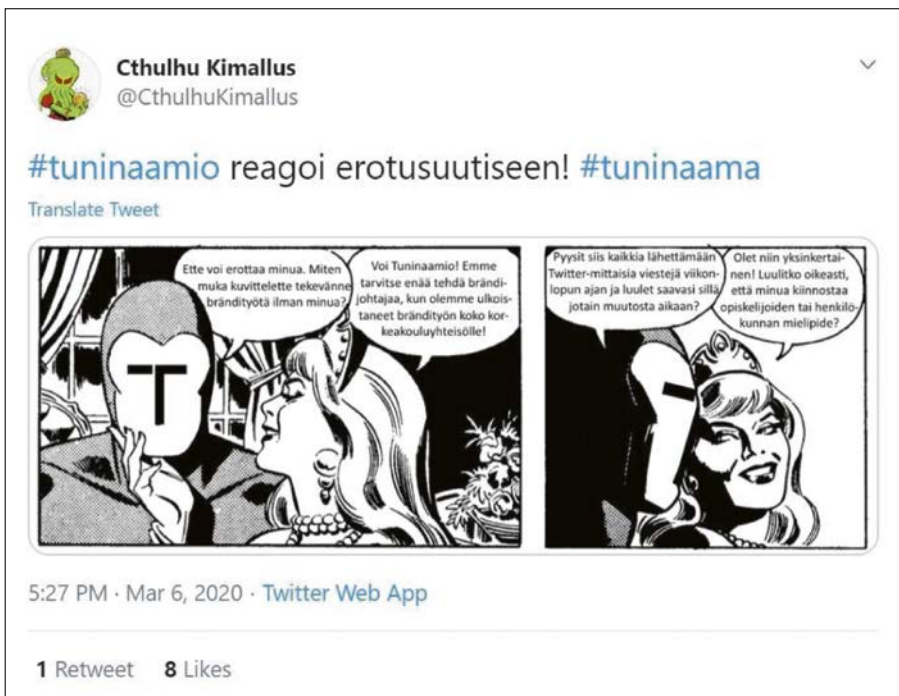 Cthulhu Kimallus
@CthulhuKimallus
#tuninaamio reagoi erotusuutiseen! #tuninaama
Translate Tweet
Ette voi erottaa minua. Miten
muka kuvittelette tekevänne
brändityötä ilman minua?
Voi Tuninaamio! Emme
tarvitse enää tehdä brändi-
johtajaa, kun olemme ulkois-
taneet brändityön koko kor-
keakouluyhteisölle!
T
Pyysit siis kaikkia lähettämään
Twitter-mittaisia viestejä viikon-
lopun ajan ja luulet saavasi sillä
jotain muutosta aikaan?
Olet niin yksinkertai-
nen! Luulitko oikeasti,
että minua kiinnostaa
opiskelijoiden tai henkilö-
kunnan mielipide?
5:27 PM · Mar 6, 2020 · Twitter Web App
1 Retweet 8 Likes